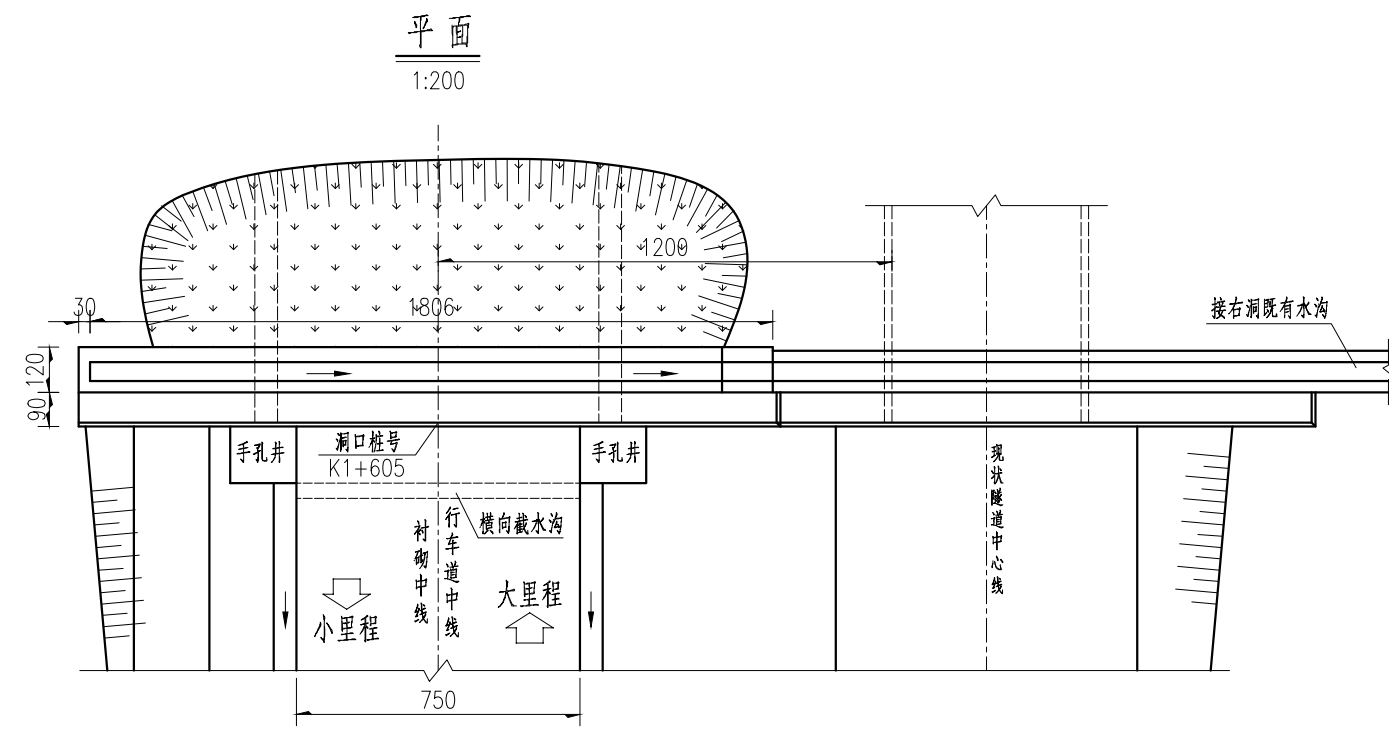 平面
1:200
1200
30
1806
接右洞既有水沟
120
90
手孔井
洞口桩号
K1+605
手孔井
现状隧道中心线
横向截水沟
衬砌中线
行车道中线
小里程
大里程
750